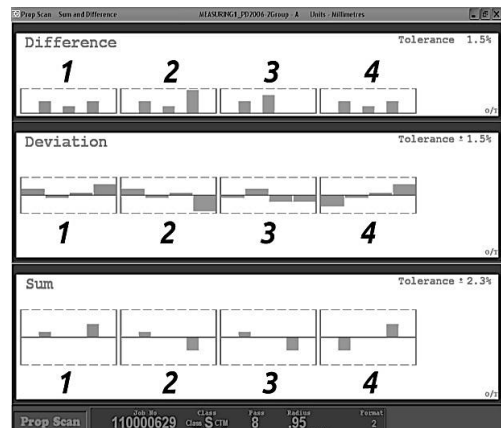 Prop Scan Sum and Difference MEASURING1_PD2006-2Group - A Units - Millimetres
Difference Tolerance 1.5%
1 2 3 4
O/T
Deviation Tolerance ± 1.5%
1 2 3 4
O/T
Sum Tolerance ± 2.3%
1 2 3 4
O/T
Job No Class Pass Radius Format
Prop Scan 110000629 Class S CTM 8 .95 2